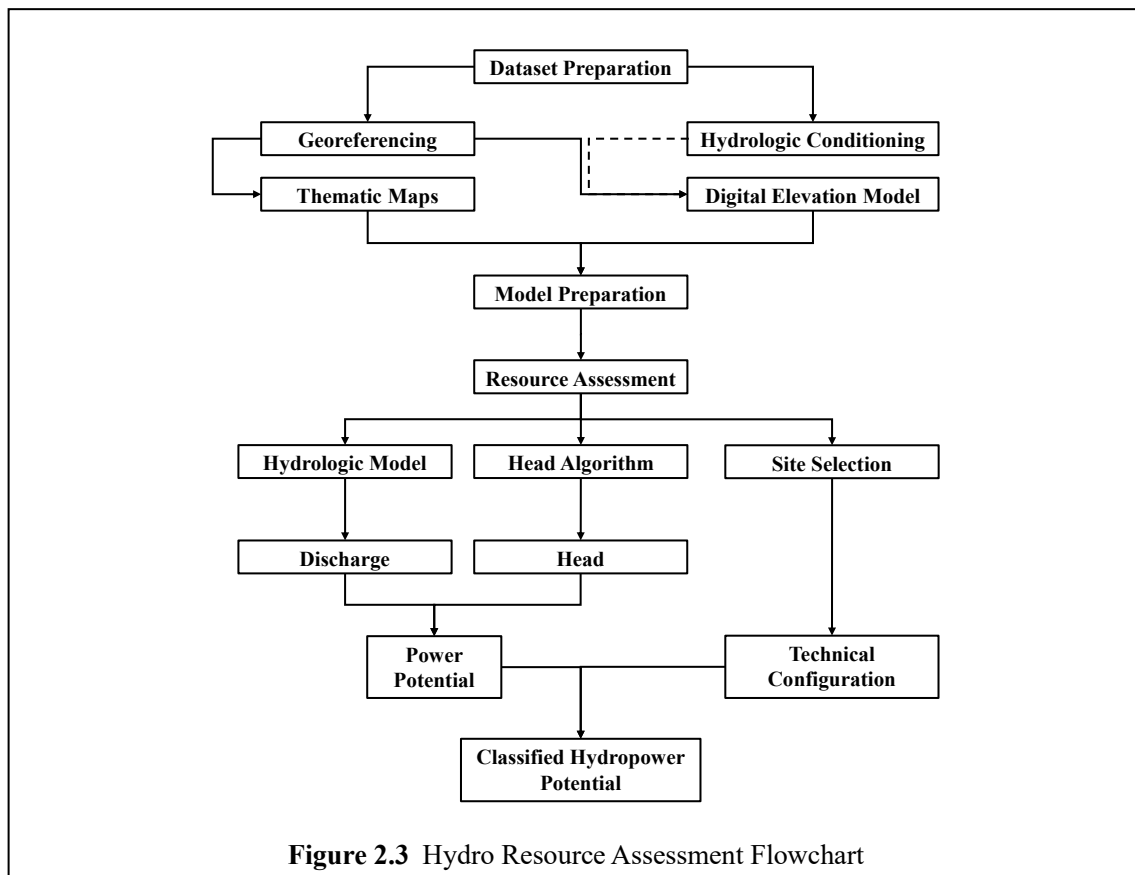 Dataset Preparation
Georeferencing
Hydrologic Conditioning
Thematic Maps
Digital Elevation Model
Model Preparation
Resource Assessment
Hydrologic Model
Head Algorithm
Site Selection
Discharge
Head
Power
Potential
Technical
Configuration
Classified Hydropower
Potential
Figure 2.3 Hydro Resource Assessment Flowchart